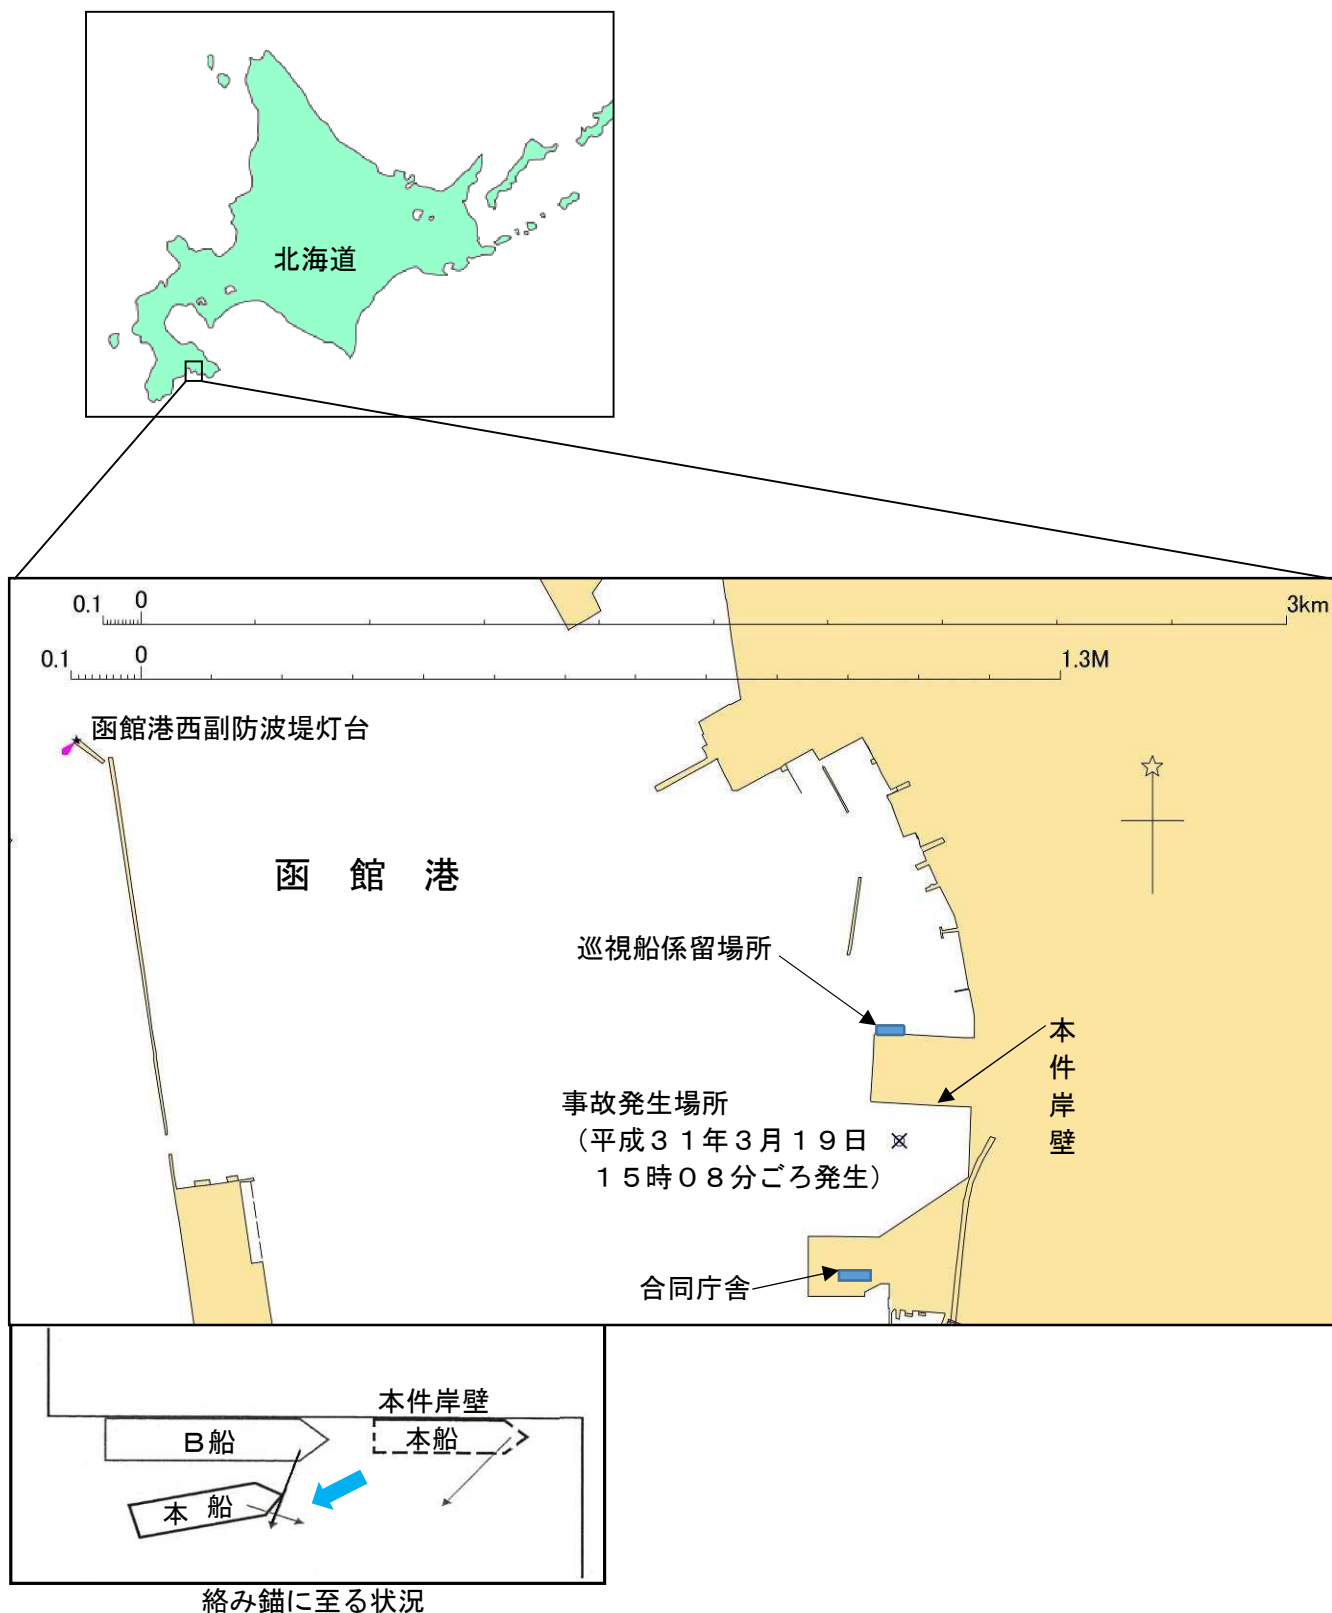 北海道
0.1 0 3km
0.1 0 1.3M
函館港西副防波堤灯台
函館港
巡視船係留場所
本件岸壁
事故発生場所
（平成３１年３月１９日
１５時０８分ごろ発生）
合同庁舎
本件岸壁
Ｂ船
本船
本船
絡み錨に至る状況